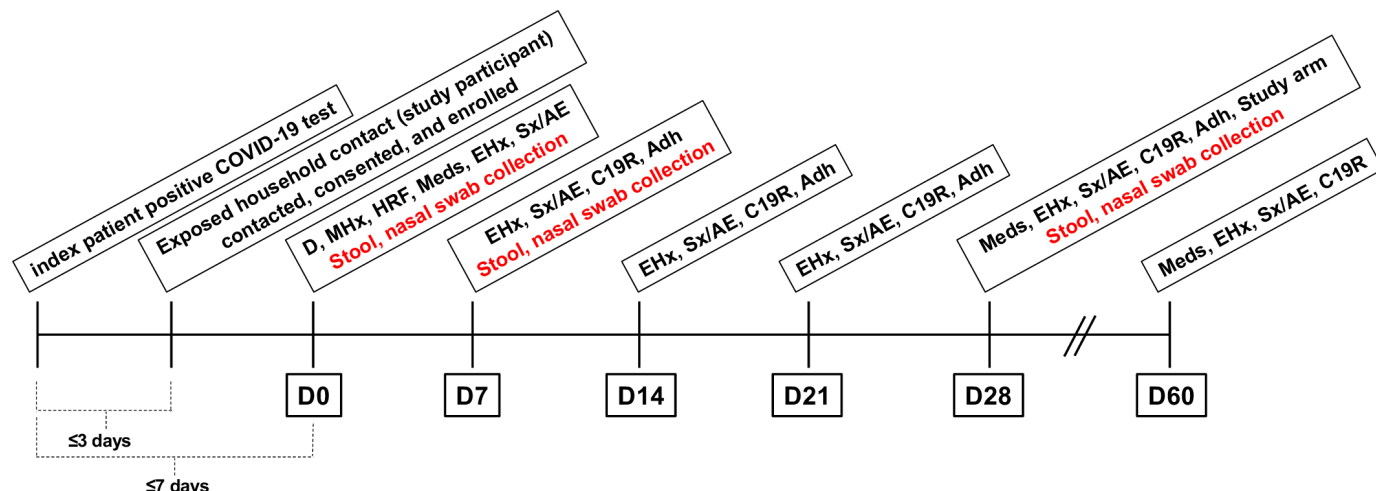 index patient positive COVID-19 test
Exposed household contact (study participant)
contacted, consented, and enrolled
D, MHx, HRF, Meds, EHx, Sx/AE
Stool, nasal swab collection
EHx, Sx/AE, C19R, Adh
Stool, nasal swab collection
EHx, Sx/AE, C19R, Adh
EHx, Sx/AE, C19R, Adh
Meds, EHx, Sx/AE, C19R, Adh, Study arm
Stool, nasal swab collection
Meds, EHx, Sx/AE, C19R
D0
D7
D14
D21
D28
D60
≤3 days
≤7 days